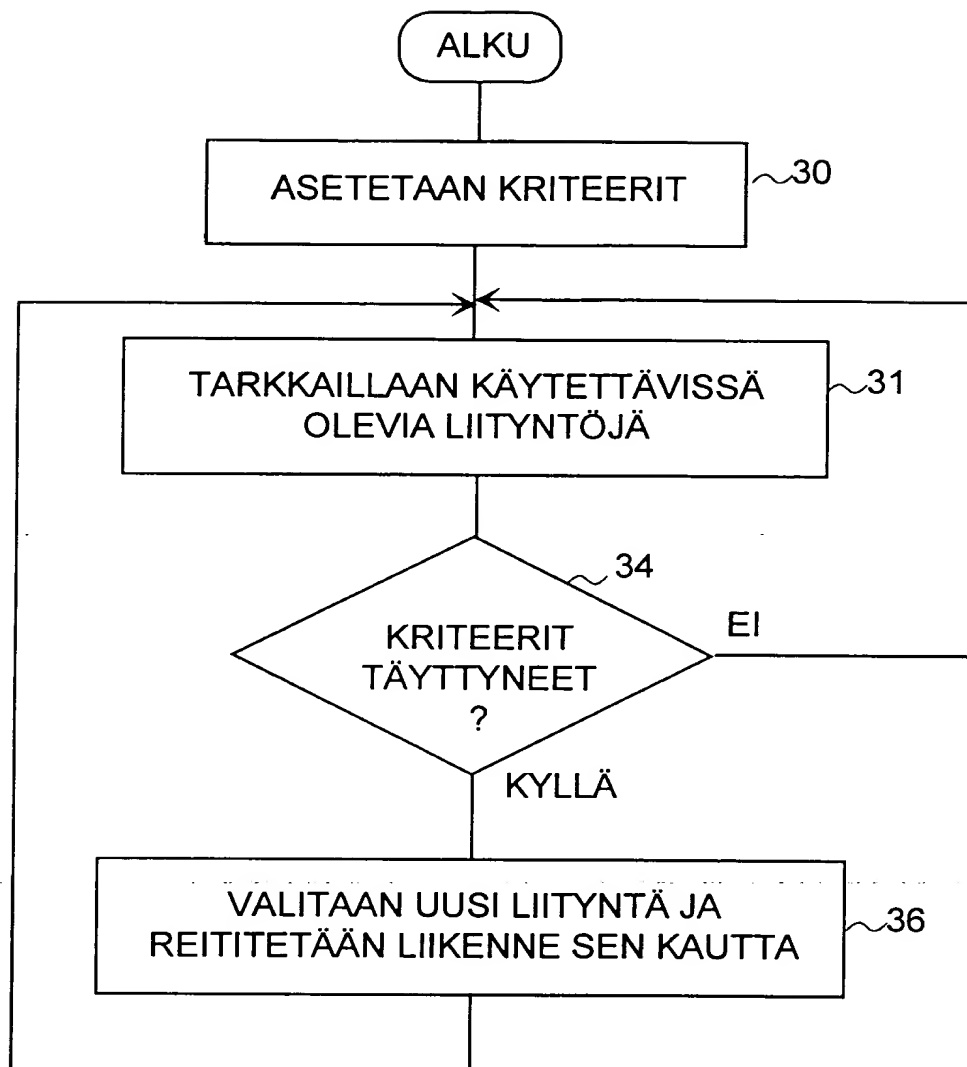 ALKU
ASETETAAN KRITEERIT
30
TARKKAILLAAN KÄYTETTÄVISSÄ
OLEVIA LIITYNTÖJÄ
31
34
KRITEERIT
TÄYTTYNEET
?
EI
KYLLÄ
VALITAAN UUSI LIITYNTÄ JA
REITITETÄÄN LIIKENNE SEN KAUTTA
36